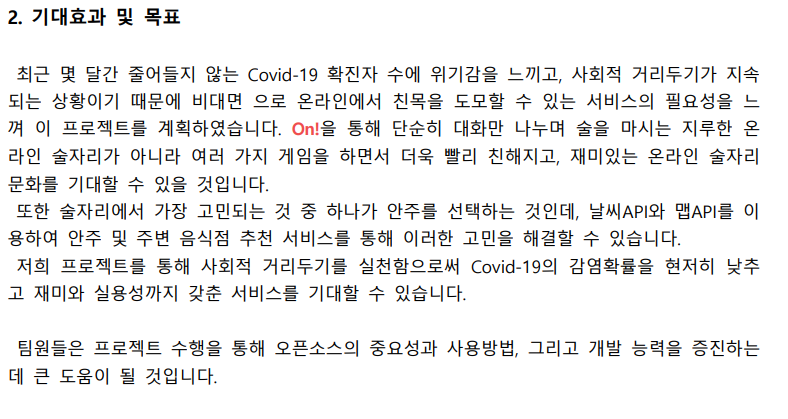 2. 기대효과 및 목표
최근 몇 달간 줄어들지 않는 Covid-19 확진자 수에 위기감을 느끼고, 사회적 거리두기가 지속
되는 상황이기 때문에 비대면 으로 온라인에서 친목을 도모할 수 있는 서비스의 필요성을 느
껴 이 프로젝트를 계획하였습니다. On!을 통해 단순히 대화만 나누며 술을 마시는 지루한 온
라인 술자리가 아니라 여러 가지 게임을 하면서 더욱 빨리 친해지고, 재미있는 온라인 술자리
문화를 기대할 수 있을 것입니다.
또한 술자리에서 가장 고민되는 것 중 하나가 안주를 선택하는 것인데, 날씨API와 맵API를 이
용하여 안주 및 주변 음식점 추천 서비스를 통해 이러한 고민을 해결할 수 있습니다.
저희 프로젝트를 통해 사회적 거리두기를 실천함으로써 Covid-19의 감염확률을 현저히 낮추
고 재미와 실용성까지 갖춘 서비스를 기대할 수 있습니다.
팀원들은 프로젝트 수행을 통해 오픈소스의 중요성과 사용방법, 그리고 개발 능력을 증진하는
데 큰 도움이 될 것입니다.